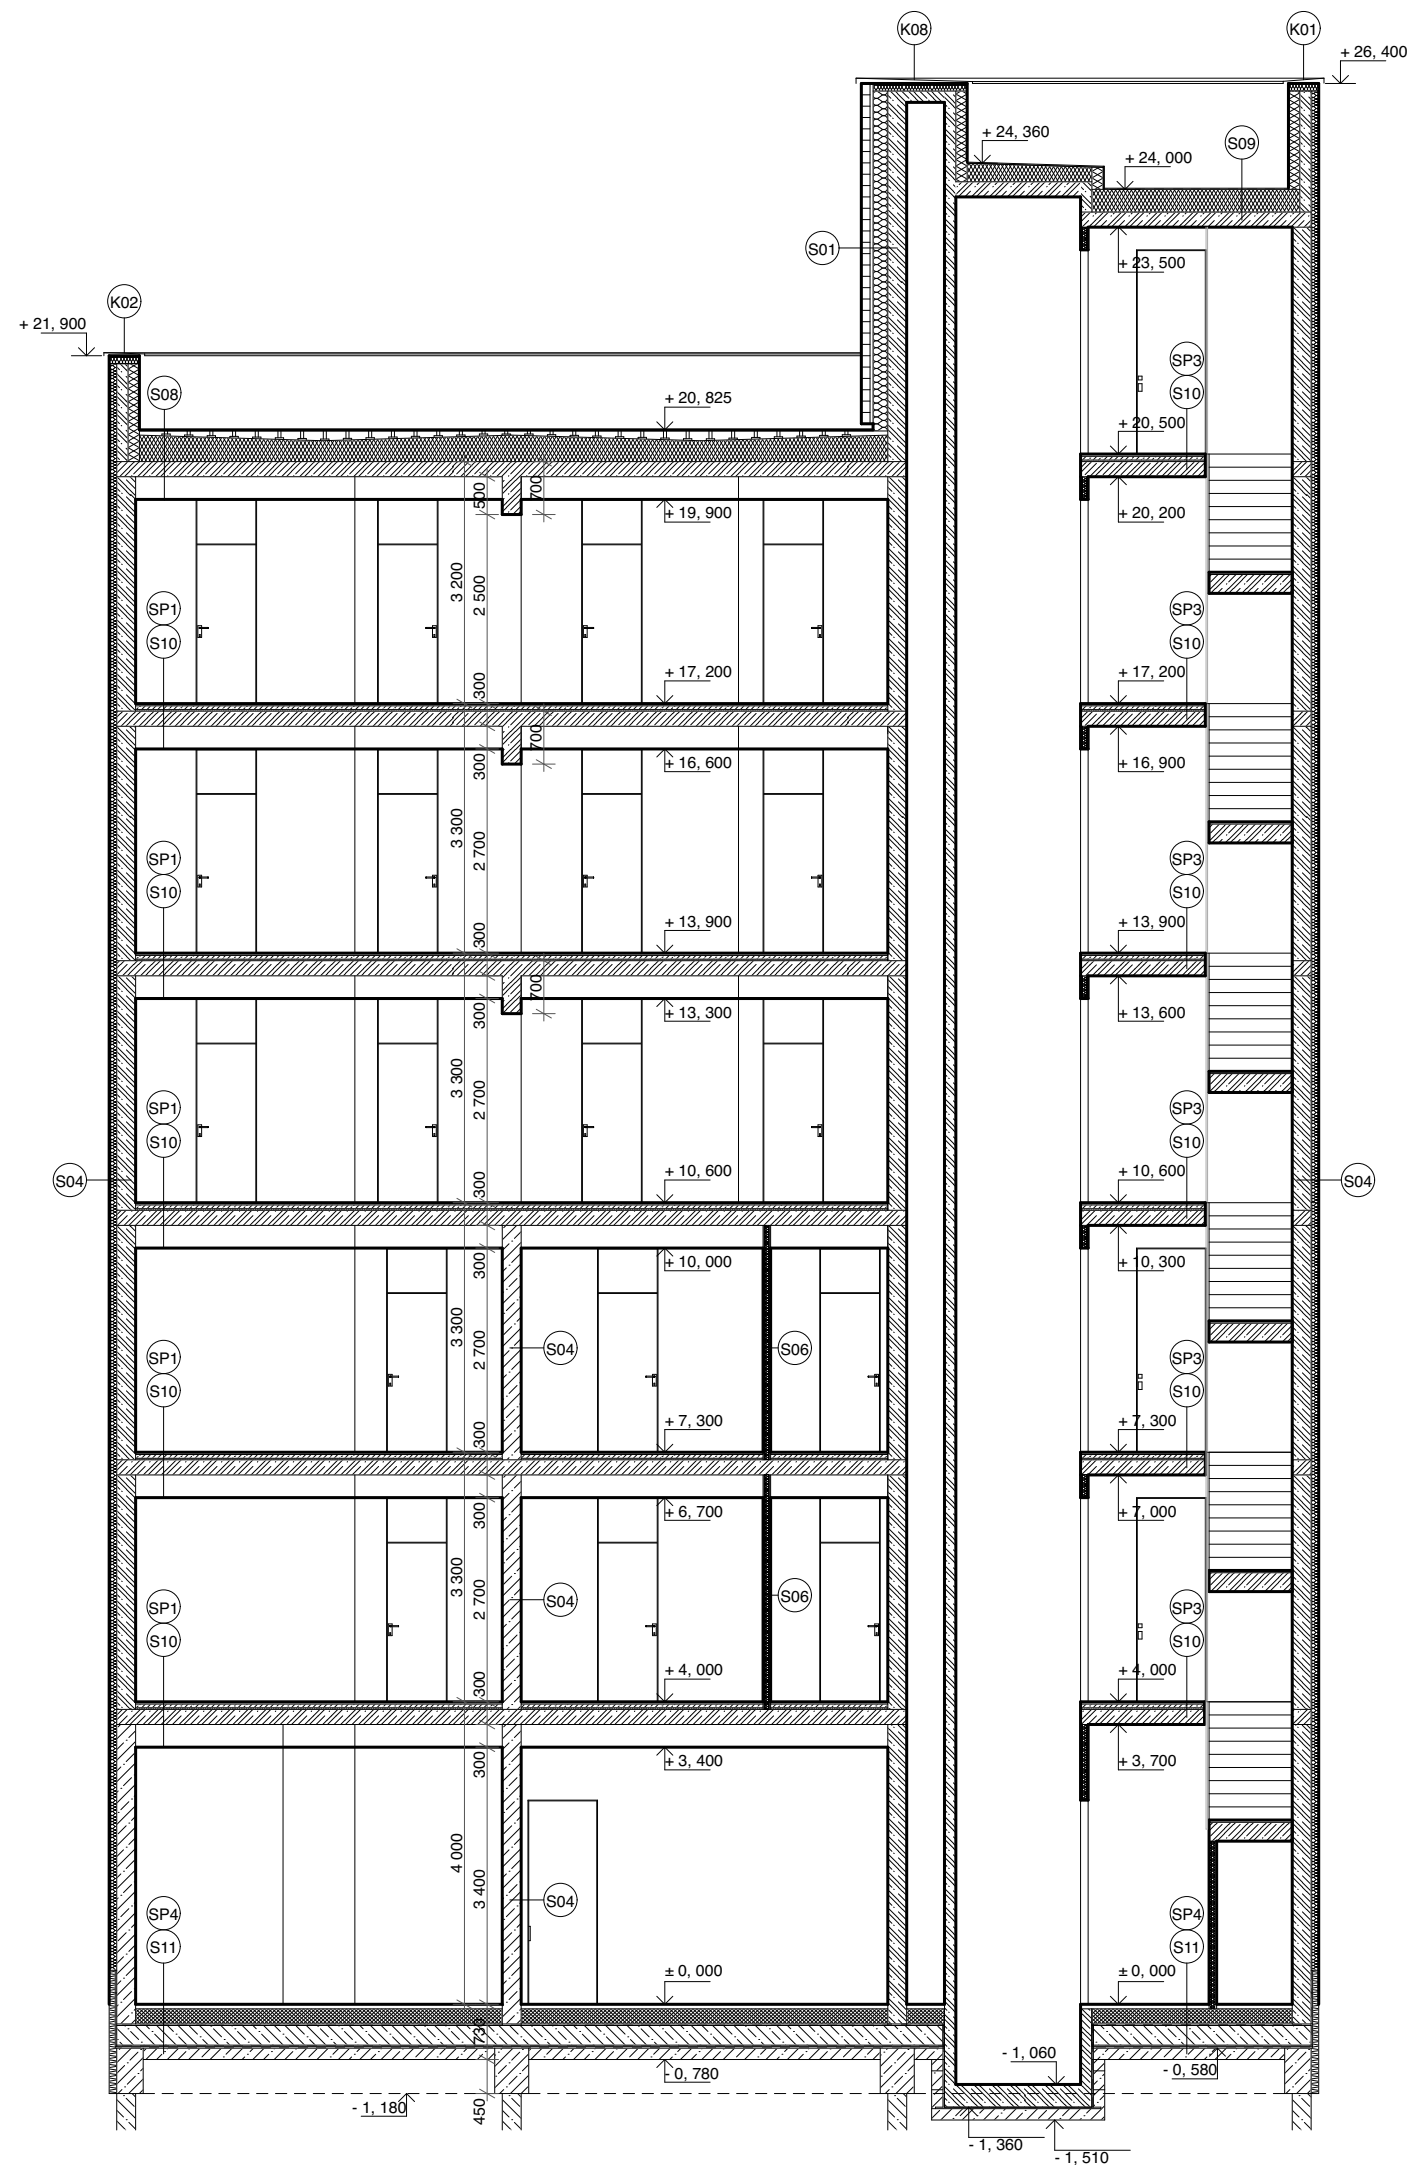 K08
K01
+ 26, 400
+ 24, 360
S09
+ 24, 000
S01
+ 23, 500
K02
+ 21, 900
SP3
S08
S10
+ 20, 825
+ 20, 500
500
700
+ 19, 900
+ 20, 200
3 200
2 500
SP1
S10
SP3
S10
300
+ 17, 200
+ 17, 200
700
300
+ 16, 600
+ 16, 900
3 300
2 700
SP1
S10
SP3
S10
300
+ 13, 900
+ 13, 900
700
300
+ 13, 300
+ 13, 600
3 300
2 700
SP1
S10
SP3
S10
S04
300
+ 10, 600
+ 10, 600
S04
300
+ 10, 000
+ 10, 300
3 300
2 700
S04
S06
SP1
S10
SP3
S10
300
+ 7, 300
+ 7, 300
300
+ 6, 700
+ 7, 000
3 300
2 700
S04
S06
SP1
S10
SP3
S10
300
+ 4, 000
+ 4, 000
300
+ 3, 400
+ 3, 700
4 000
3 400
S04
SP4
S11
SP4
S11
± 0, 000
± 0, 000
730
- 1, 060
- 0, 780
- 0, 580
- 1, 180
450
- 1, 360
- 1, 510